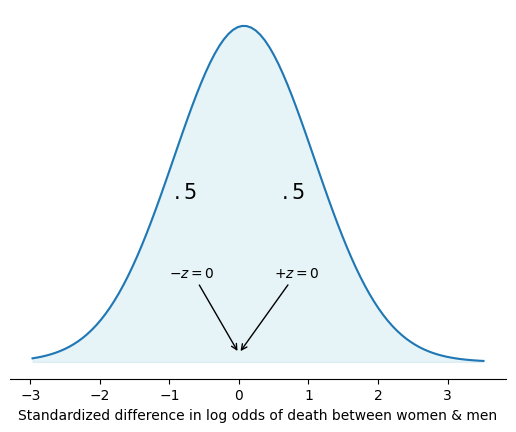 .5 .5
−z = 0 +z = 0
−3 −2 −1 0 1 2 3
Standardized difference in log odds of death between women & men